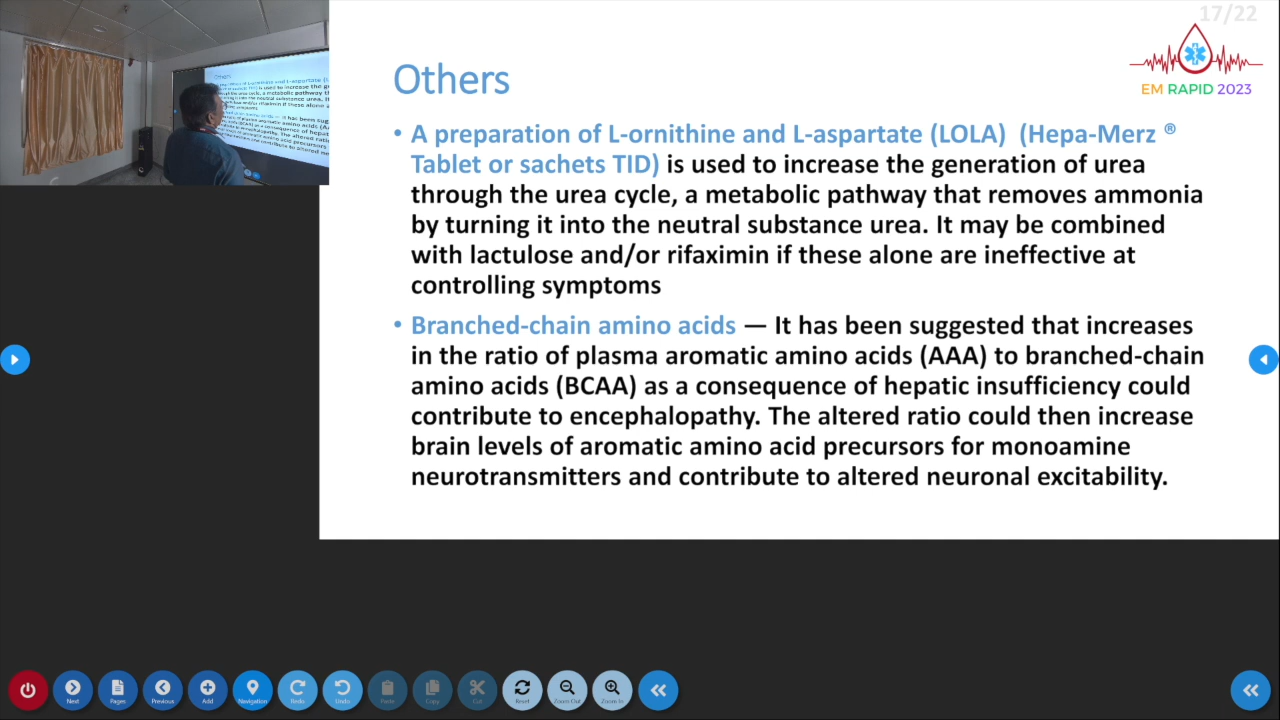 17/22
EM RAPID 2023
Others
• A preparation of L-ornithine and L-aspartate (LOLA) (Hepa-Merz ®
Tablet or sachets TID) is used to increase the generation of urea
through the urea cycle, a metabolic pathway that removes ammonia
by turning it into the neutral substance urea. It may be combined
with lactulose and/or rifaximin if these alone are ineffective at
controlling symptoms
• Branched-chain amino acids — It has been suggested that increases
in the ratio of plasma aromatic amino acids (AAA) to branched-chain
amino acids (BCAA) as a consequence of hepatic insufficiency could
contribute to encephalopathy. The altered ratio could then increase
brain levels of aromatic amino acid precursors for monoamine
neurotransmitters and contribute to altered neuronal excitability.
Next
Pages
Previous
Add
Navigation
Redo
Undo
Paste
Copy
Cut
Reset
Zoom Out
Zoom In